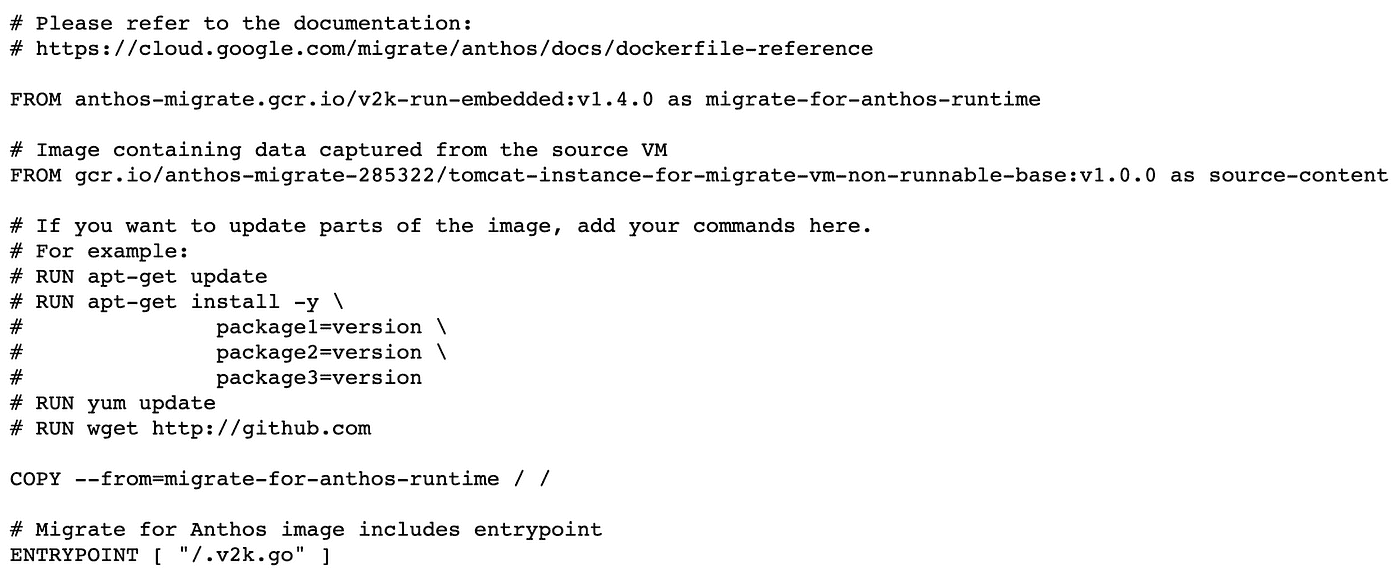 # Please refer to the documentation:
# https://cloud.google.com/migrate/anthos/docs/dockerfile-reference
FROM anthos-migrate.gcr.io/v2k-run-embedded:v1.4.0 as migrate-for-anthos-runtime
# Image containing data captured from the source VM
FROM gcr.io/anthos-migrate-285322/tomcat-instance-for-migrate-vm-non-runnable-base:v1.0.0 as source-content
# If you want to update parts of the image, add your commands here.
# For example:
# RUN apt-get update
# RUN apt-get install -y \
#               package1=version \
#               package2=version \
#               package3=version
# RUN yum update
# RUN wget http://github.com
COPY --from=migrate-for-anthos-runtime / /
# Migrate for Anthos image includes entrypoint
ENTRYPOINT [ "/.v2k.go" ]